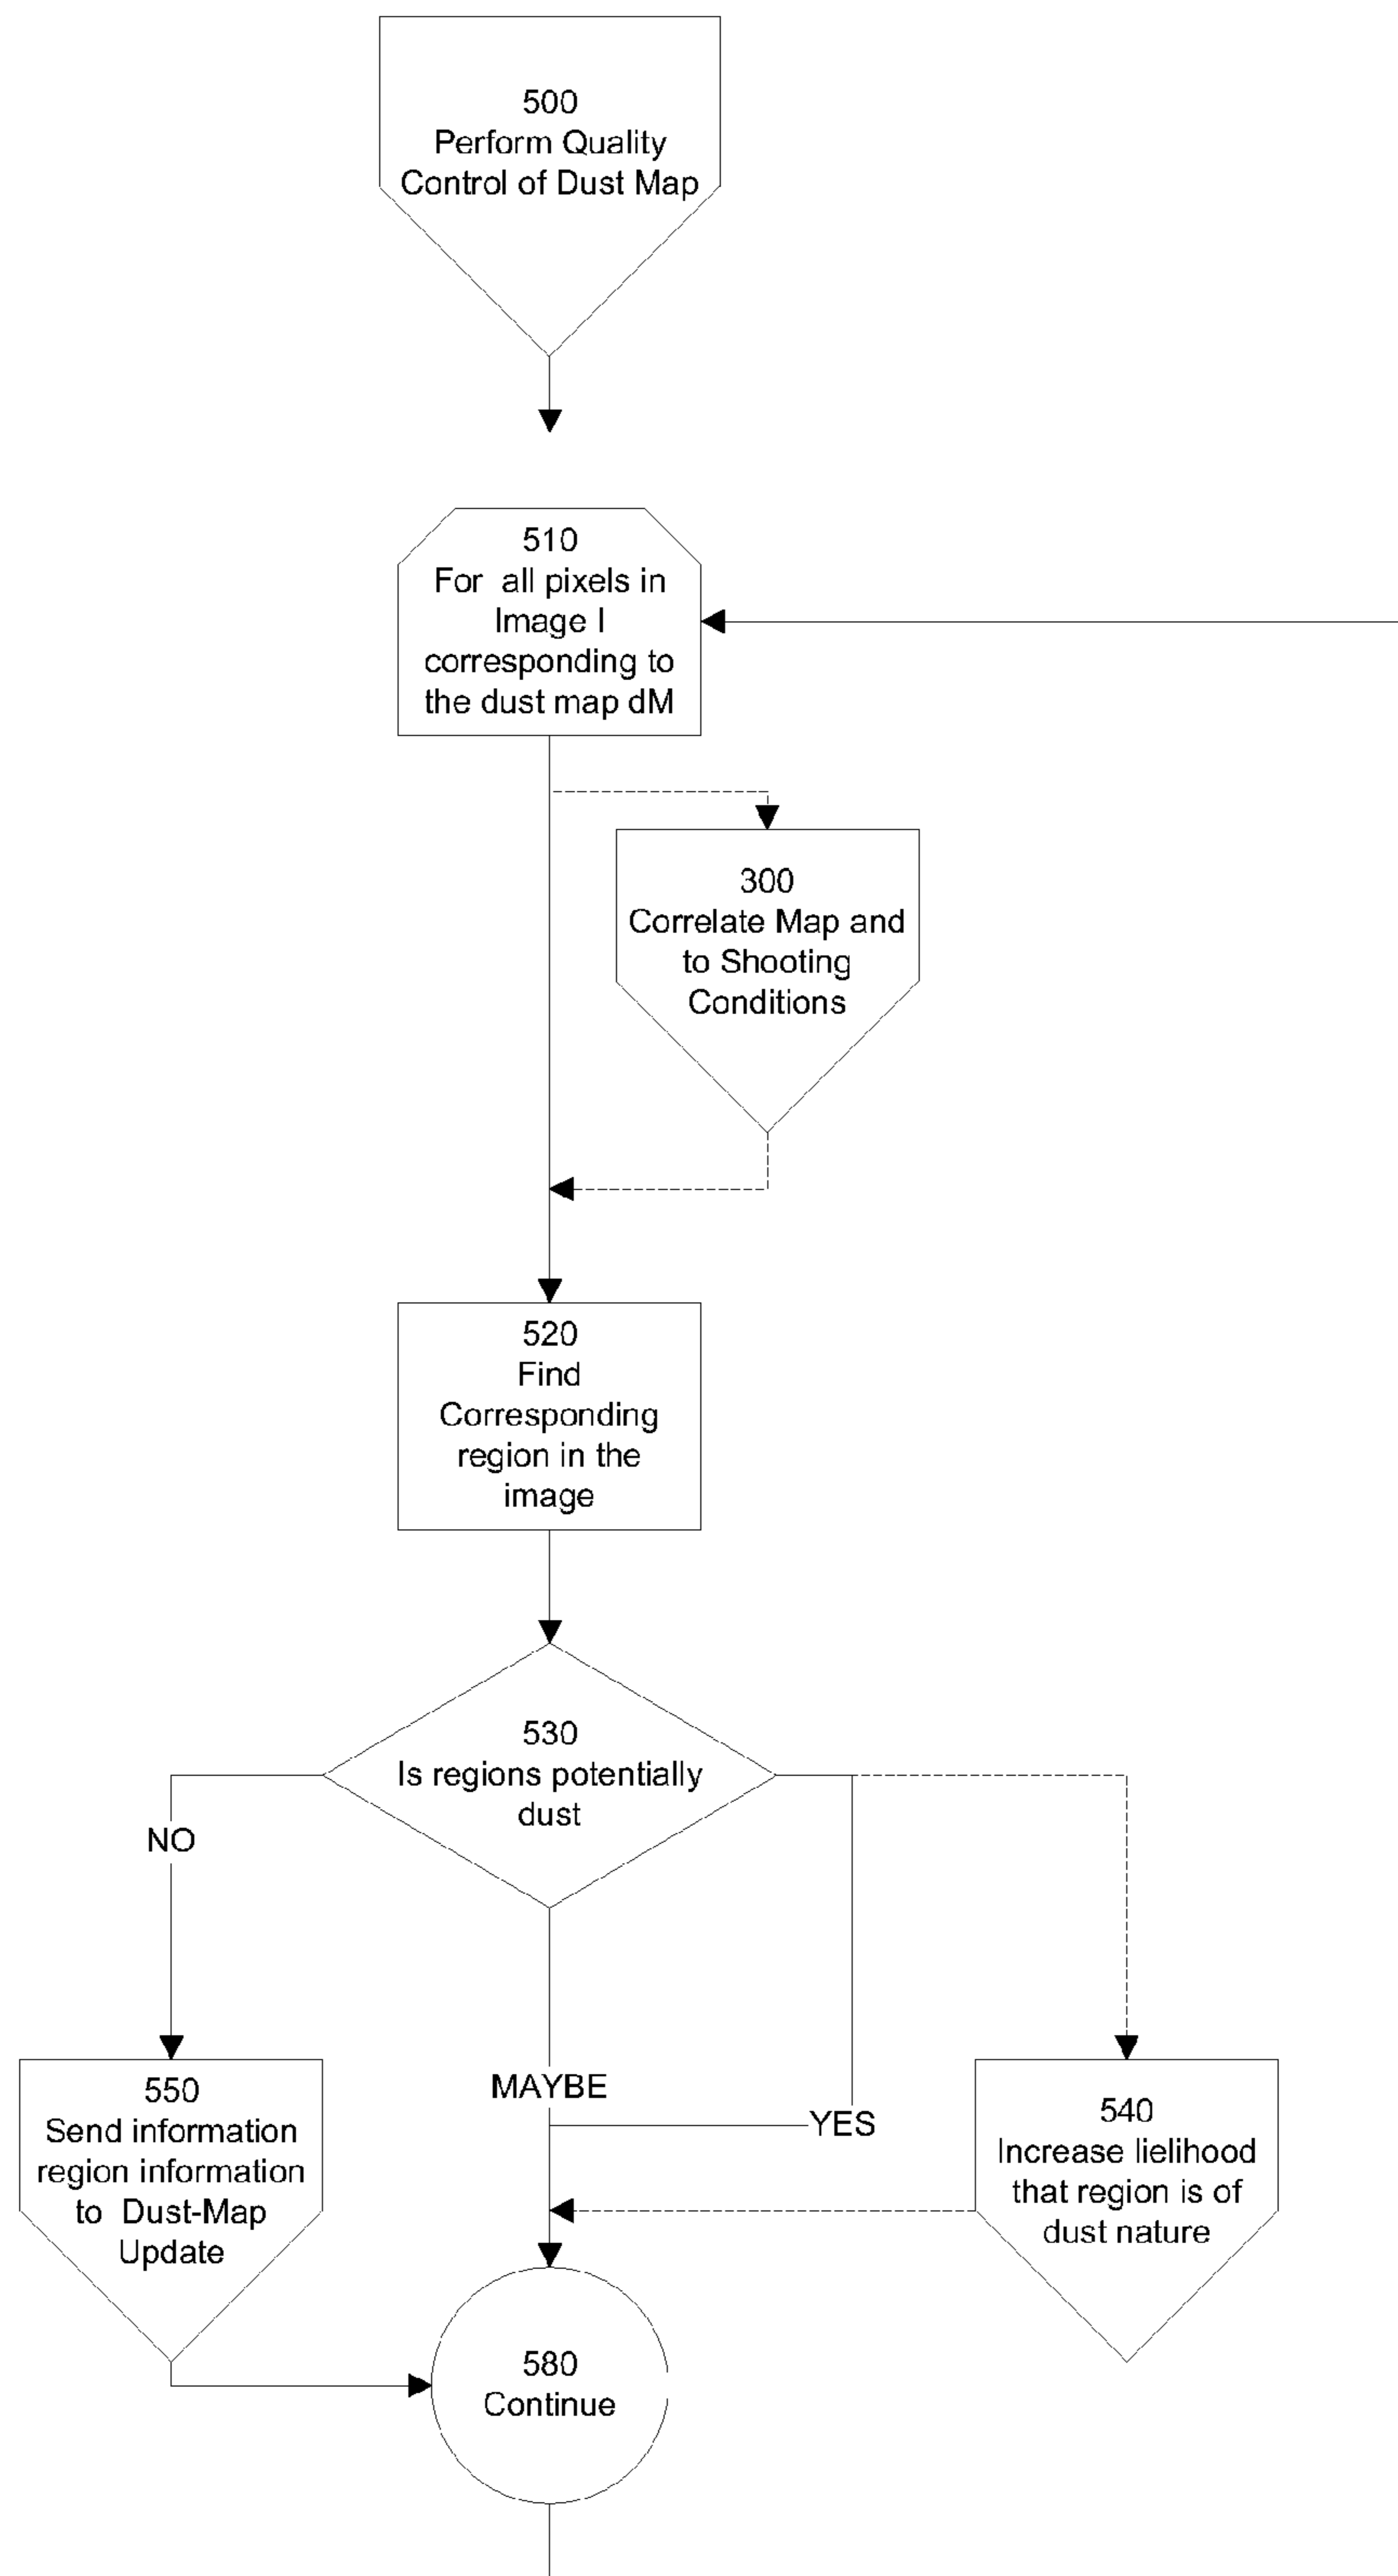 500
Perform Quality
Control of Dust Map
510
For all pixels in
Image I
corresponding to
the dust map dM
300
Correlate Map and
to Shooting
Conditions
520
Find
Corresponding
region in the
image
530
Is regions potentially
dust
NO
MAYBE
YES
550
Send information
region information
to Dust-Map
Update
540
Increase lielihood
that region is of
dust nature
580
Continue